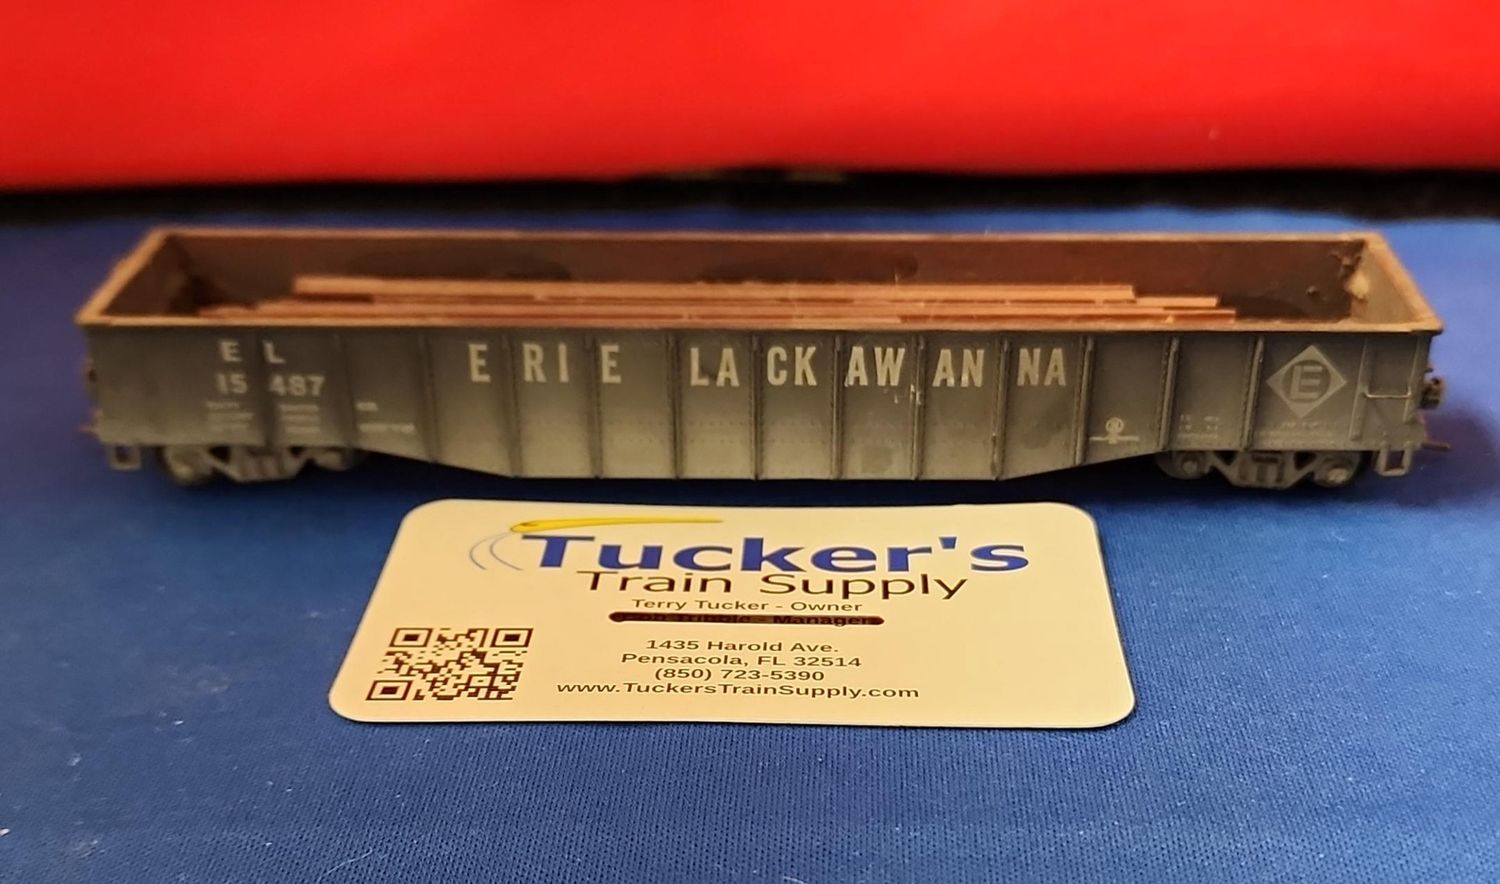 EL
15487
ERIE LACKAWANNA
E
Tucker's
Train Supply
Terry Tucker - Owner
1435 Harold Ave.
Pensacola, FL 32514
(850) 723-5390
www.TuckersTrainSupply.com